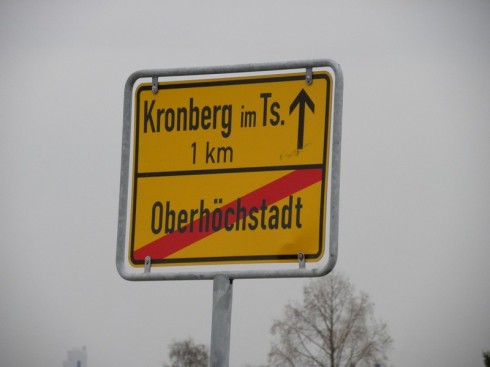 Kronberg im Ts.
1 km
Oberhöchstadt